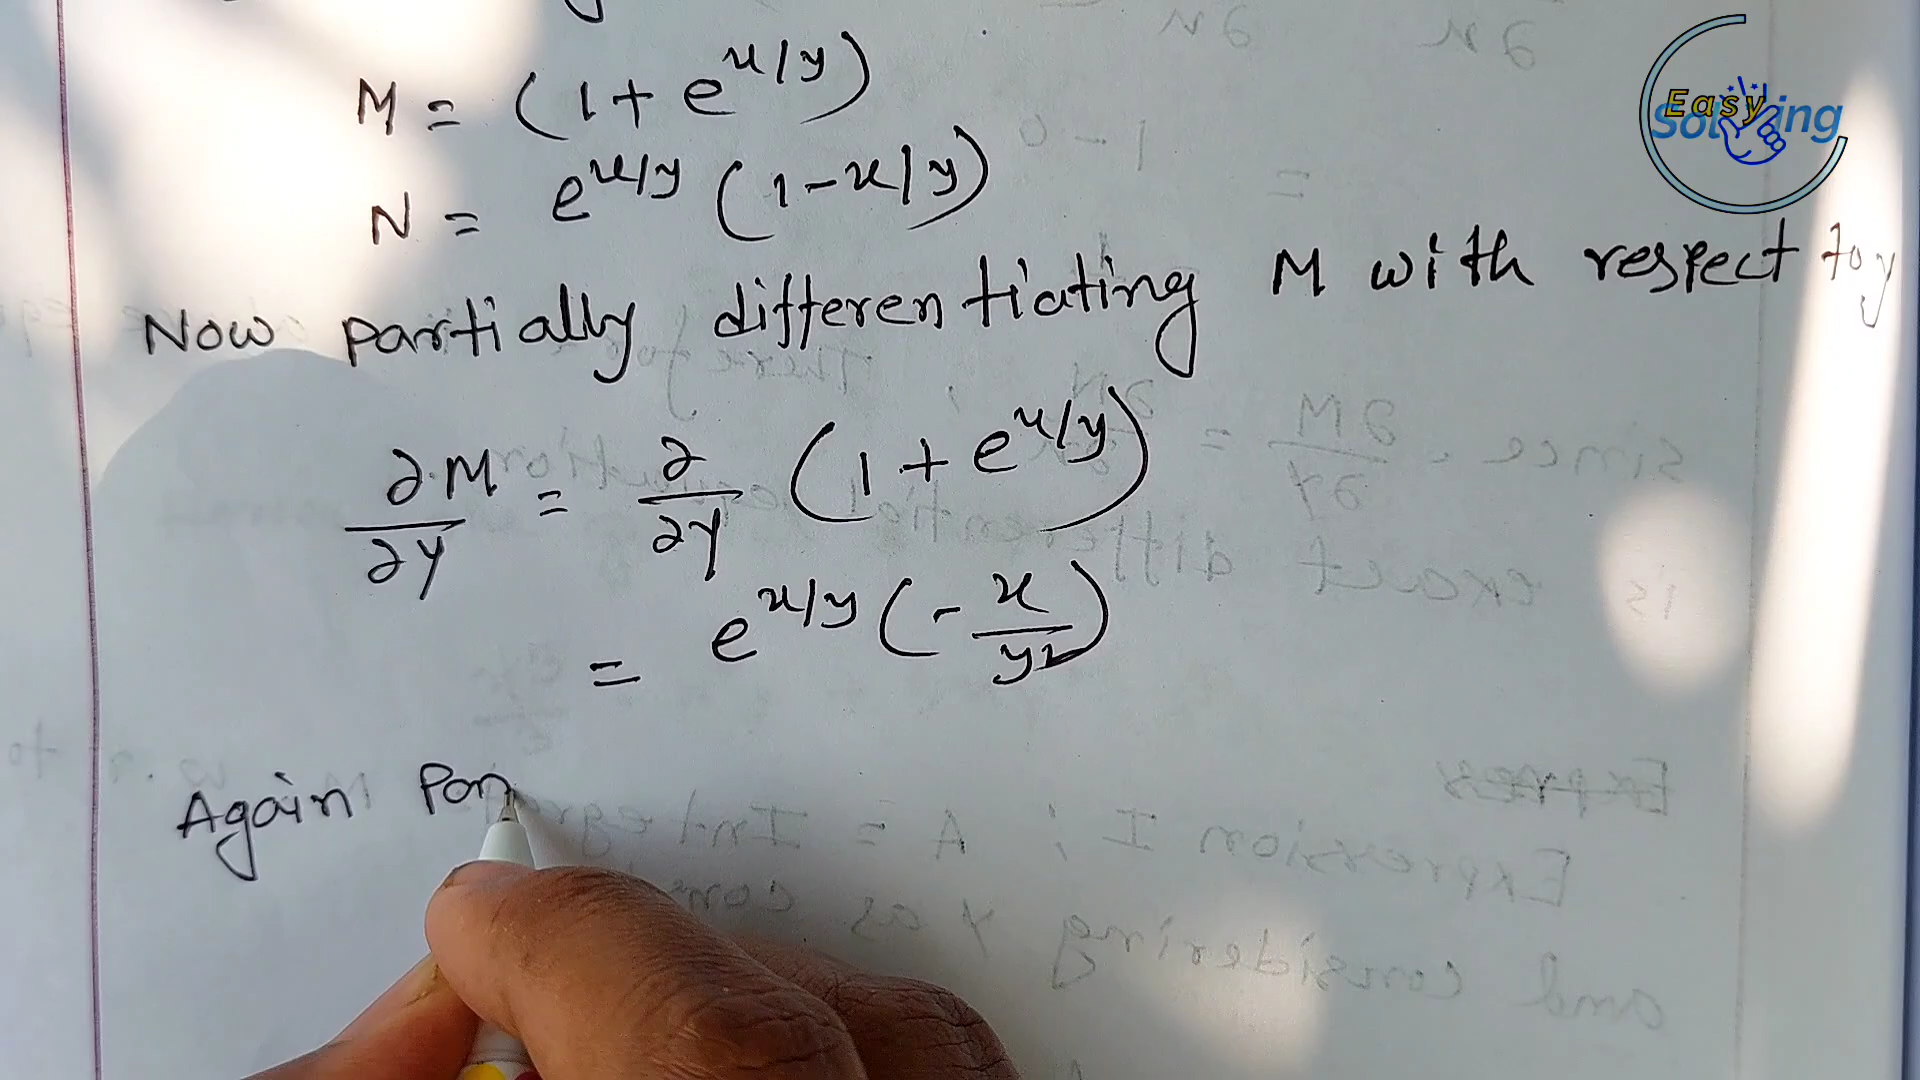 M = (1 + e^x/y)
N = e^x/y (1 - x/y)
Now partially differentiating M with respect to y
∂M/∂y = ∂/∂y (1 + e^x/y)
= e^x/y (- x/y2)
Again Par
Easy
Solving